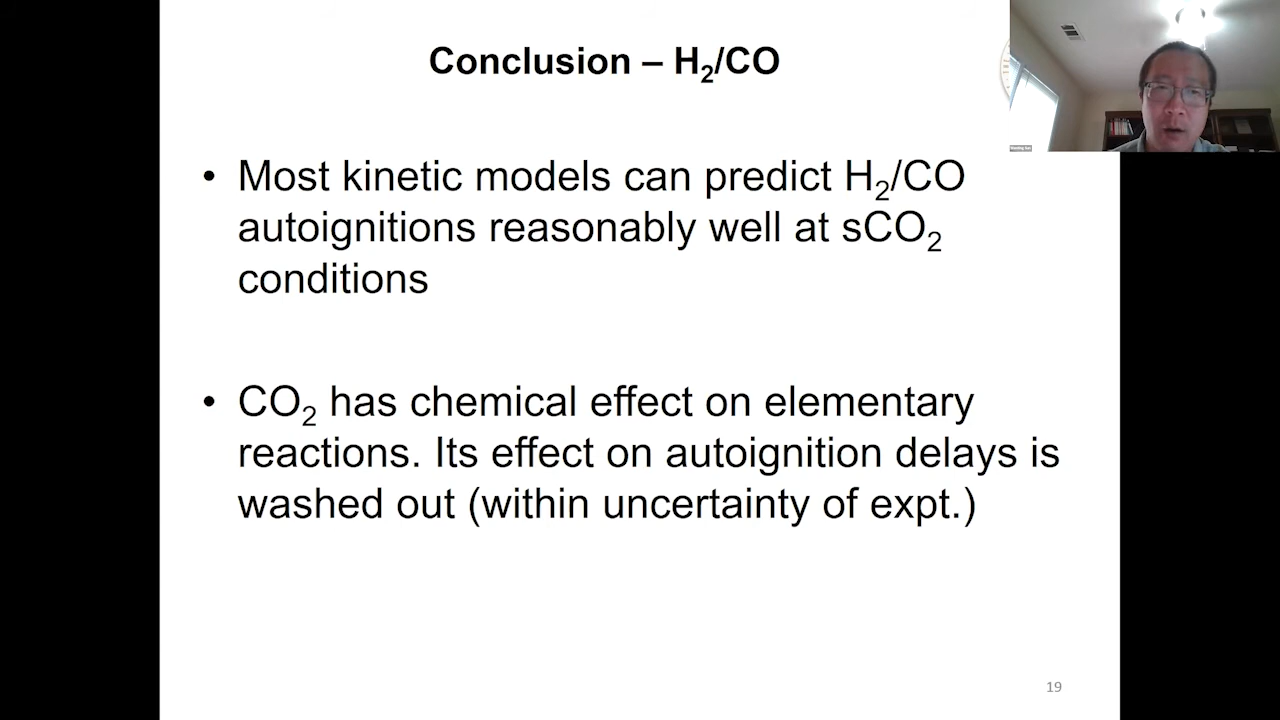 Conclusion – H₂/CO
• Most kinetic models can predict H₂/CO
autoignitions reasonably well at sCO₂
conditions
• CO₂ has chemical effect on elementary
reactions. Its effect on autoignition delays is
washed out (within uncertainty of expt.)
19